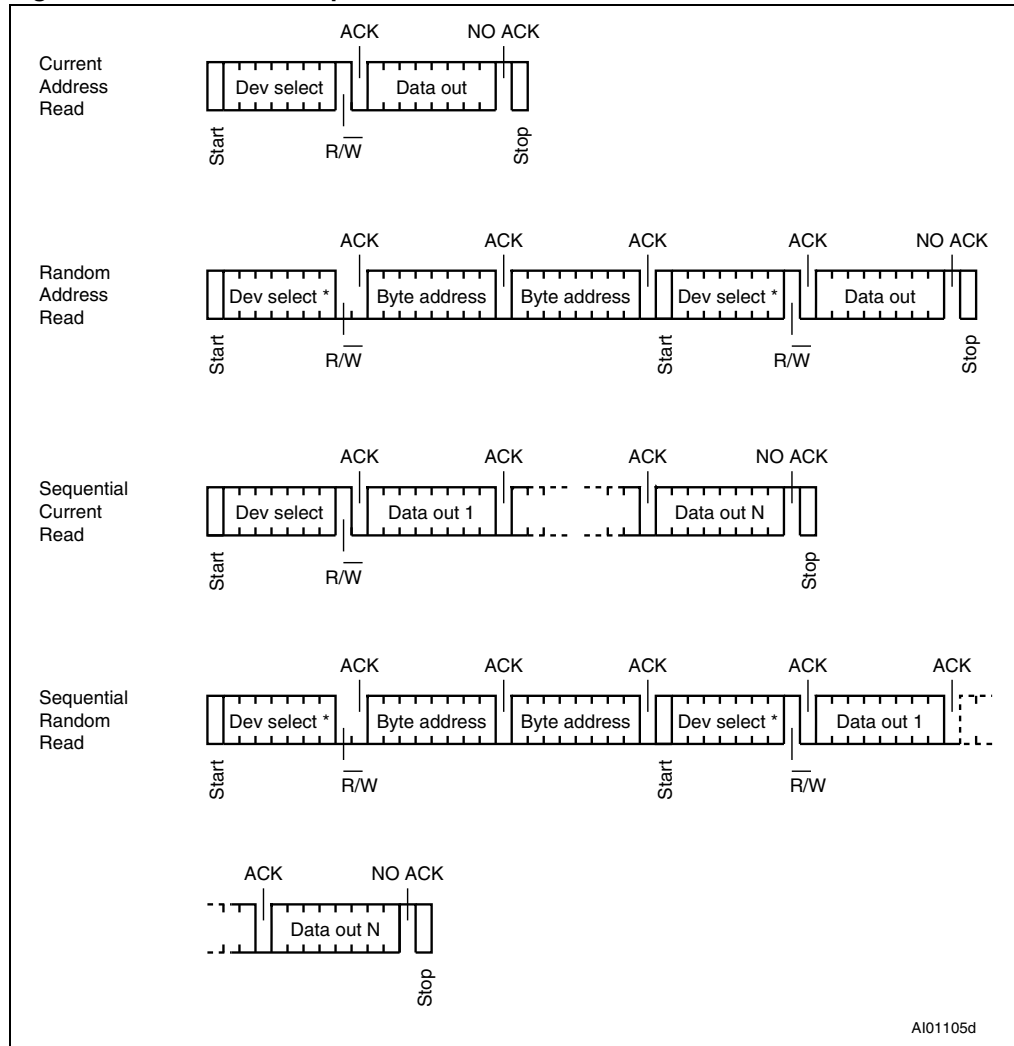 ACK NO ACK
Current
Address
Read
Dev select Data out
Start R/W̅ Stop
ACK ACK ACK ACK NO ACK
Random
Address
Read
Dev select * Byte address Byte address Dev select * Data out
Start R/W̅ Start R/W̅ Stop
ACK ACK ACK NO ACK
Sequential
Current
Read
Dev select Data out 1 Data out N
Start R/W̅ Stop
ACK ACK ACK ACK ACK
Sequential
Random
Read
Dev select * Byte address Byte address Dev select * Data out 1
Start R̅/W Start R̅/W
ACK NO ACK
Data out N
Stop
AI01105d